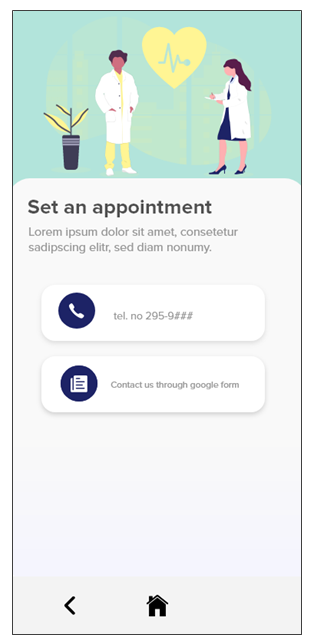 Set an appointment
Lorem ipsum dolor sit amet, consetetur
sadipscing elitr, sed diam nonumy.
tel. no 295-9###
Contact us through google form